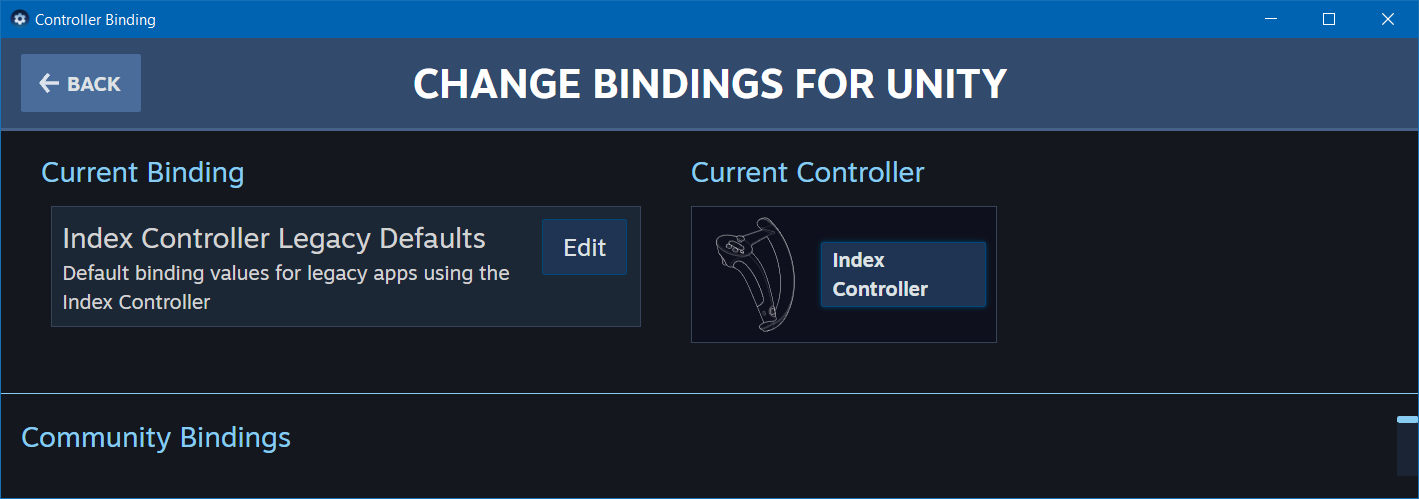 Controller Binding
BACK
CHANGE BINDINGS FOR UNITY
Current Binding
Index Controller Legacy Defaults
Default binding values for legacy apps using the
Index Controller
Edit
Current Controller
Index
Controller
Community Bindings